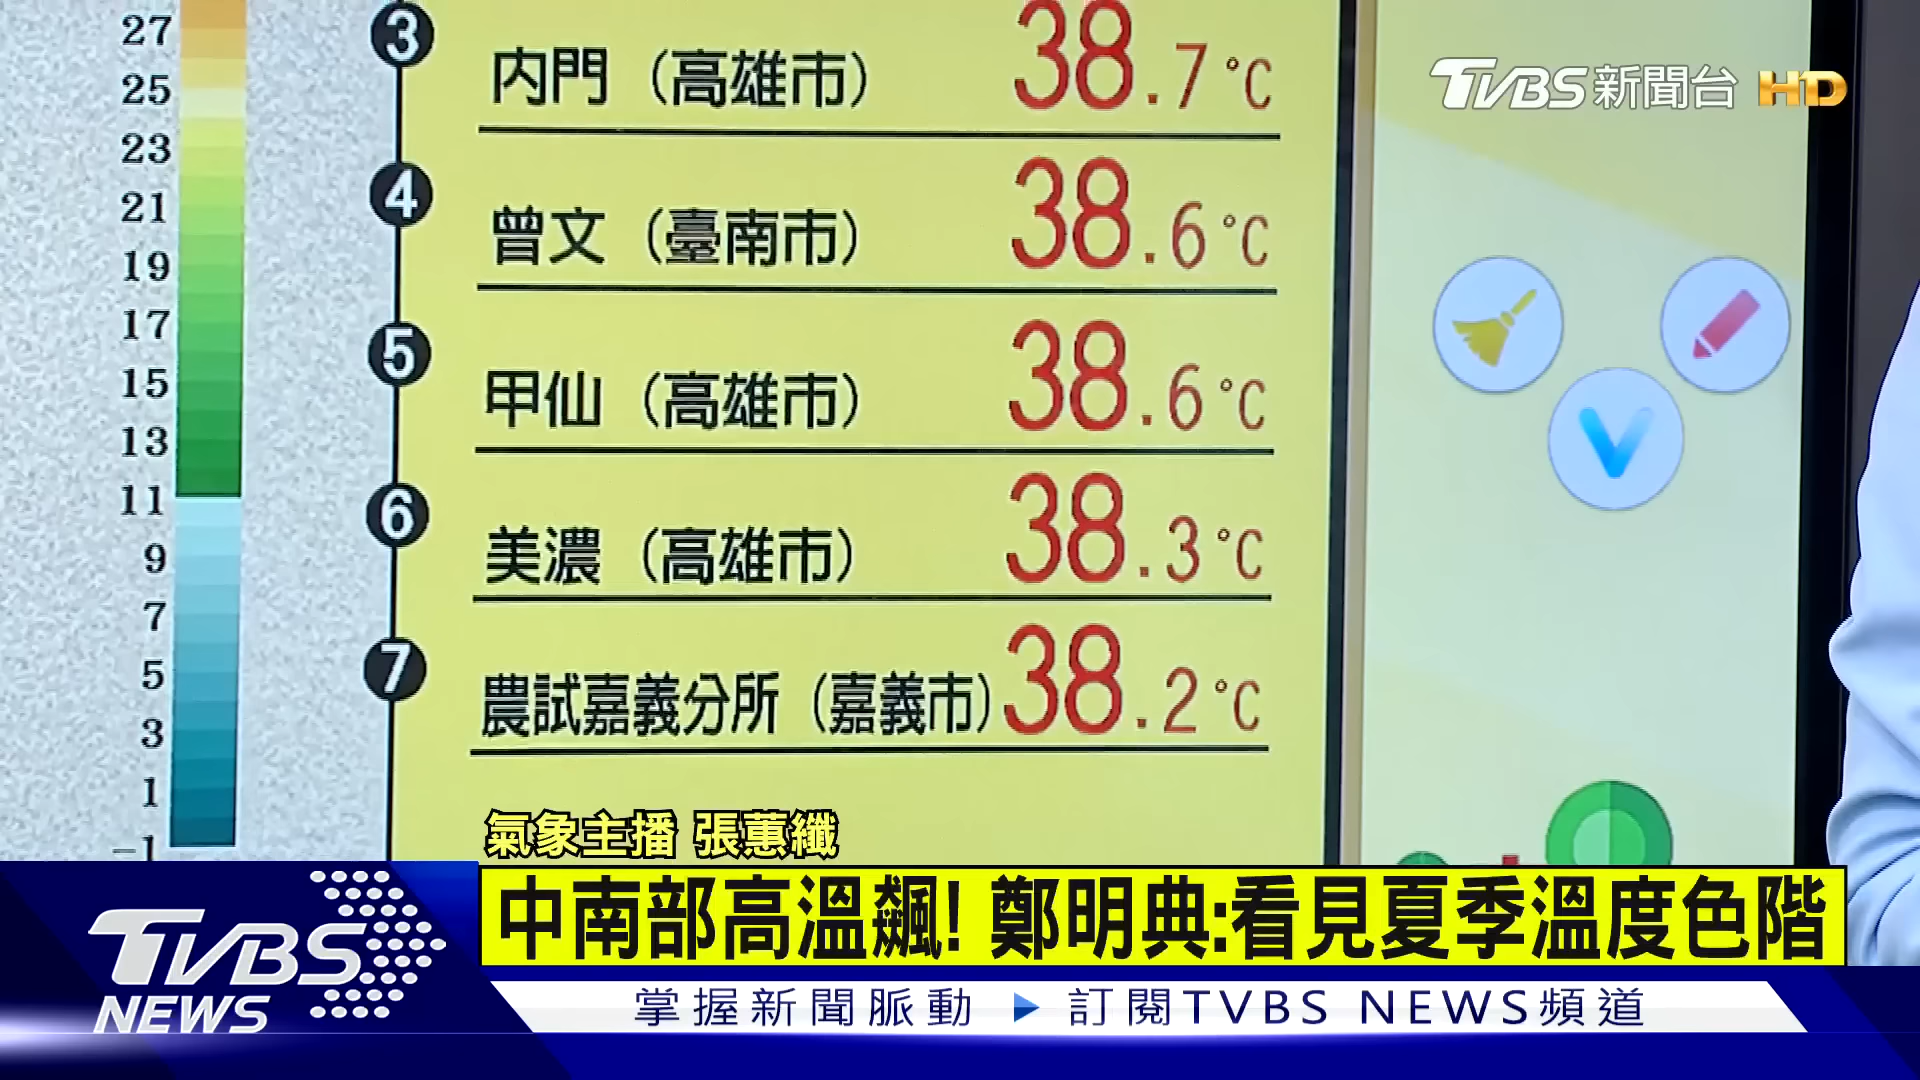 27
25
23
21
19
17
15
13
11
9
7
5
3
1
-1
3 內門（高雄市） 38.7°C
4 曾文（臺南市） 38.6°C
5 甲仙（高雄市） 38.6°C
6 美濃（高雄市） 38.3°C
7 農試嘉義分所（嘉義市） 38.2°C
TVBS新聞台 HD
氣象主播 張蕙纖
中南部高溫飆! 鄭明典:看見夏季溫度色階
TVBS NEWS
掌握新聞脈動 ▶ 訂閱TVBS NEWS頻道